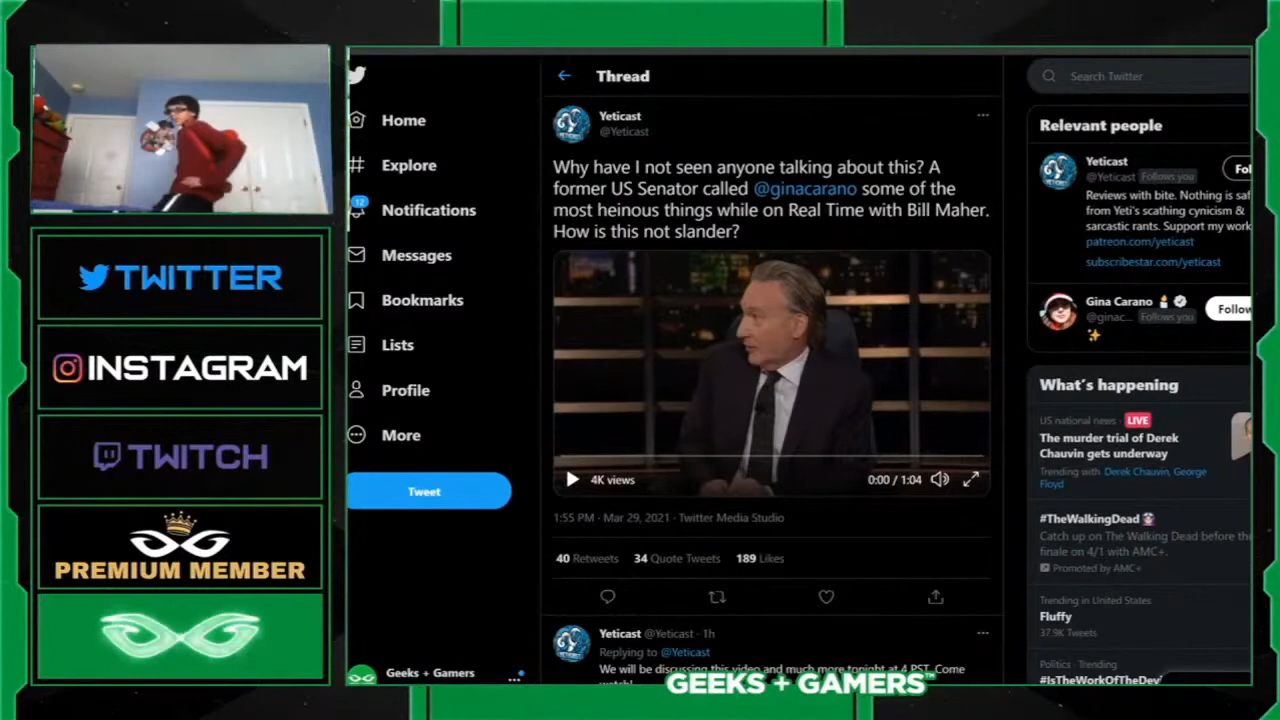 TWITTER
INSTAGRAM
TWITCH
PREMIUM MEMBER
Home
Explore
12
Notifications
Messages
Bookmarks
Lists
Profile
More
Tweet
Geeks + Gamers
Thread
Yeticast
@Yeticast
Why have I not seen anyone talking about this? A
former US Senator called @ginacarano some of the
most heinous things while on Real Time with Bill Maher.
How is this not slander?
4K views
0:00 / 1:04
1:55 PM · Mar 29, 2021 · Twitter Media Studio
40 Retweets 34 Quote Tweets 189 Likes
Yeticast @Yeticast · 1h
Replying to @Yeticast
We will be discussing this video and much more tonight at 4 PST. Come
GEEKS + GAMERS™
Search Twitter
Relevant people
Yeticast
@Yeticast Follows you
Fol
Reviews with bite. Nothing is saf
from Yeti's scathing cynicism &
sarcastic rants. Support my work
patreon.com/yeticast
subscribestar.com/yeticast
Gina Carano
@ginac... Follows you
Follow
What's happening
US national news · LIVE
The murder trial of Derek
Chauvin gets underway
Trending with Derek Chauvin, George
Floyd
#TheWalkingDead
Catch up on The Walking Dead before the
finale on 4/1 with AMC+.
Promoted by AMC+
Trending in United States
Fluffy
37.9K Tweets
Politics · Trending
#IsTheWorkOfTheDevi